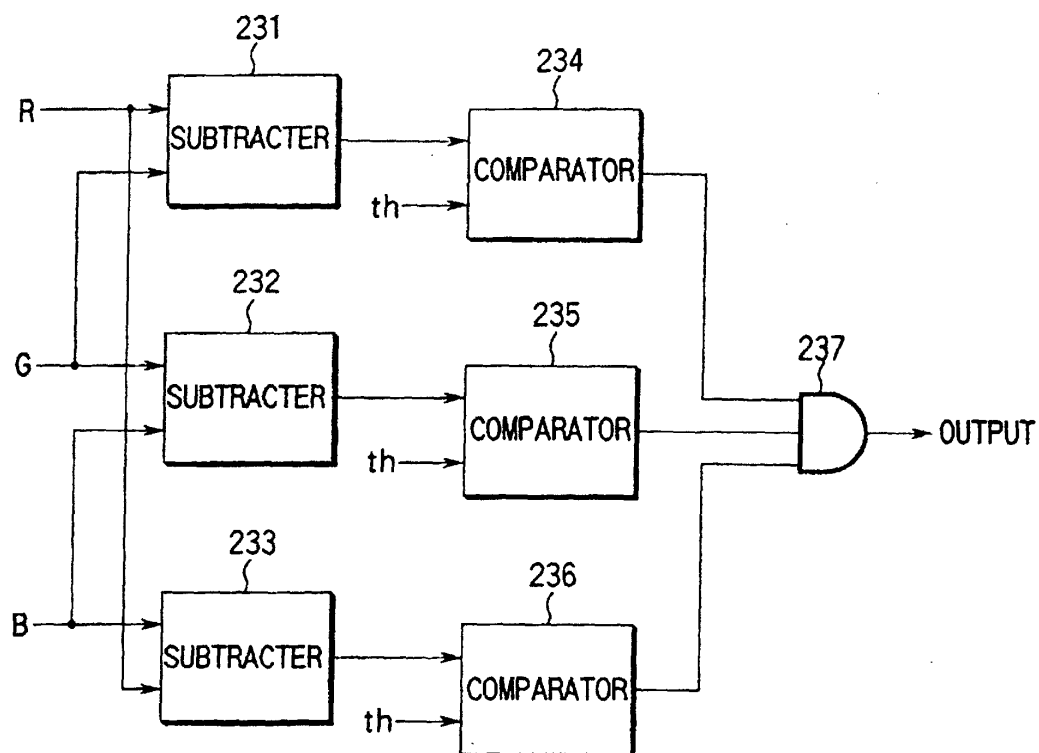 231
R
SUBTRACTER
234
COMPARATOR
th
232
G
SUBTRACTER
235
COMPARATOR
th
237
OUTPUT
233
B
SUBTRACTER
236
COMPARATOR
th